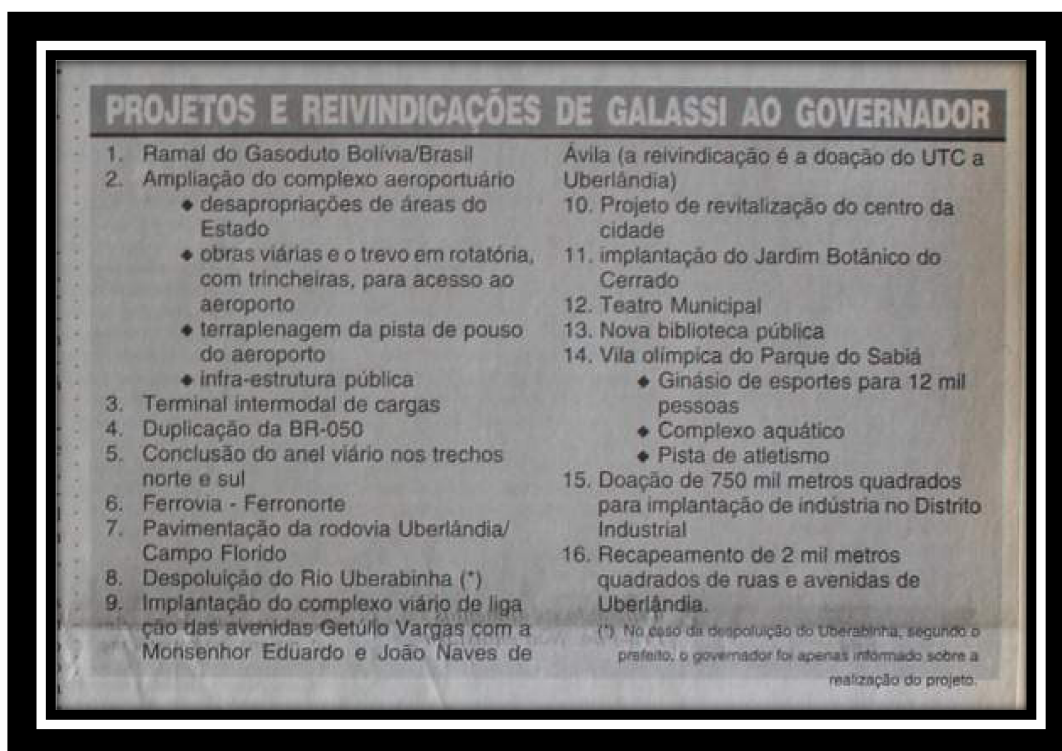 PROJETOS E REIVINDICAÇÕES DE GALASSI AO GOVERNADOR
1. Ramal do Gasoduto Bolívia/Brasil
2. Ampliação do complexo aeroportuário
◆ desapropriações de áreas do
Estado
◆ obras viárias e o trevo em rotatória,
com trincheiras, para acesso ao
aeroporto
◆ terraplenagem da pista de pouso
do aeroporto
◆ infra-estrutura pública
3. Terminal intermodal de cargas
4. Duplicação da BR-050
5. Conclusão do anel viário nos trechos
norte e sul
6. Ferrovia - Ferronorte
7. Pavimentação da rodovia Uberlândia/
Campo Florido
8. Despoluição do Rio Uberabinha (*)
9. Implantação do complexo viário de liga
ção das avenidas Getúlio Vargas com a
Monsenhor Eduardo e João Naves de
Ávila (a reivindicação é a doação do UTC a
Uberlândia)
10. Projeto de revitalização do centro da
cidade
11. implantação do Jardim Botânico do
Cerrado
12. Teatro Municipal
13. Nova biblioteca pública
14. Vila olímpica do Parque do Sabiá
◆ Ginásio de esportes para 12 mil
pessoas
◆ Complexo aquático
◆ Pista de atletismo
15. Doação de 750 mil metros quadrados
para implantação de indústria no Distrito
Industrial
16. Recapeamento de 2 mil metros
quadrados de ruas e avenidas de
Uberlândia.
(*) No caso da despoluição do Uberabinha, segundo o
prefeito, o governador foi apenas informado sobre a
realização do projeto.